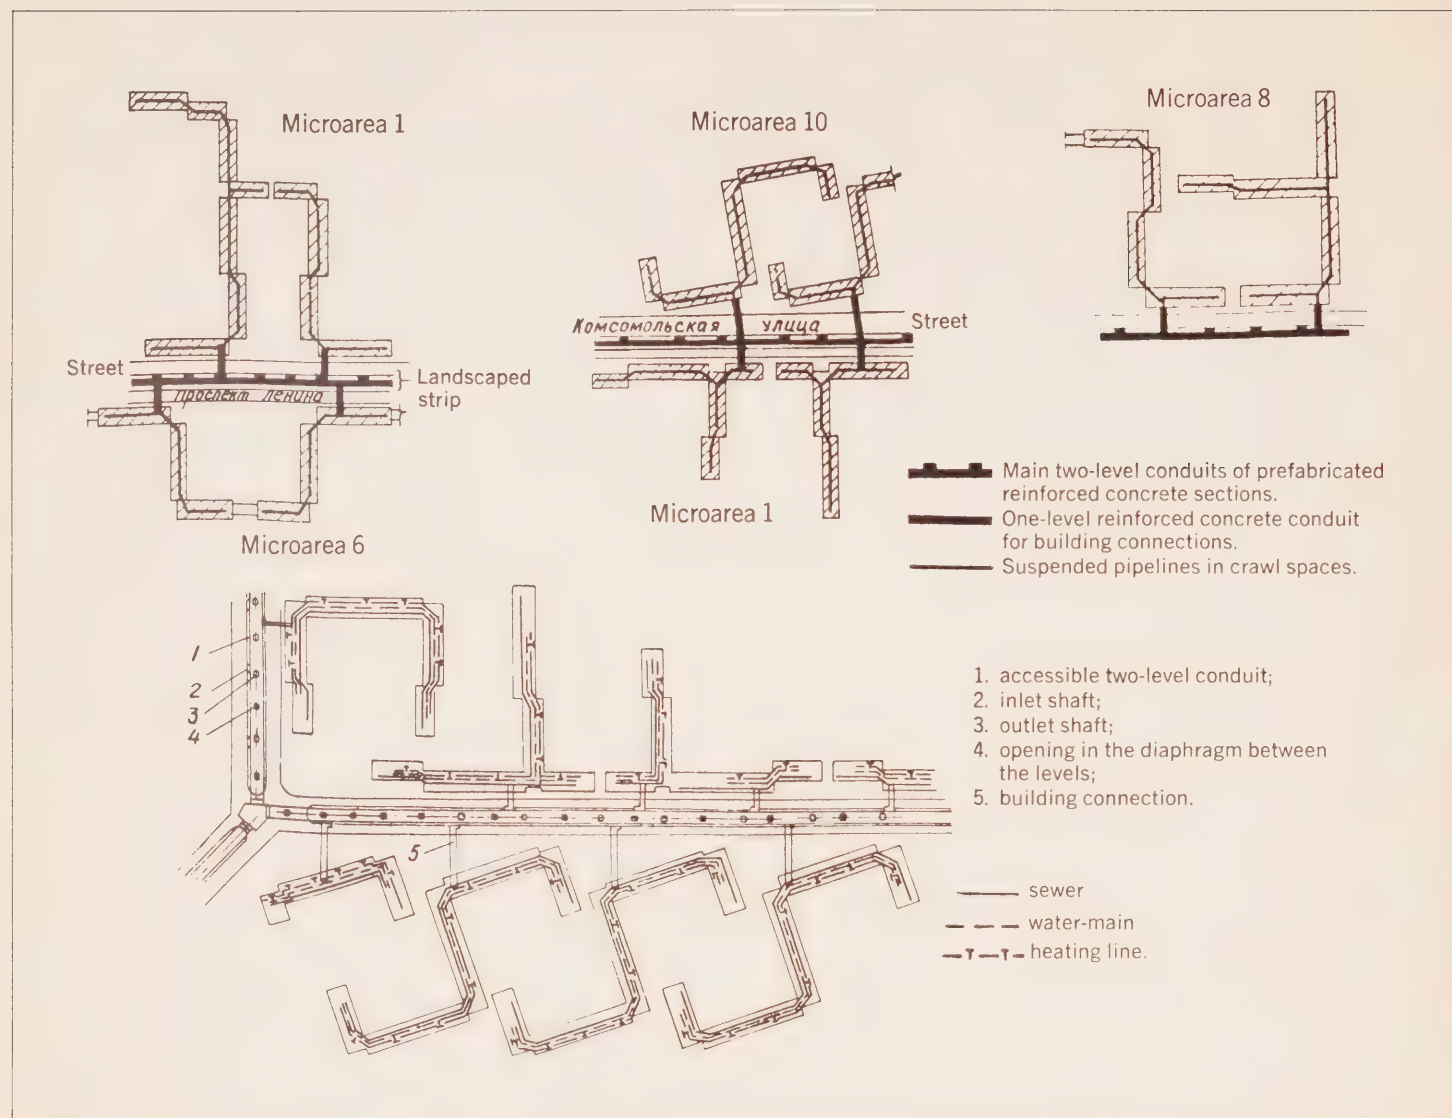 Microarea 1
Microarea 10
Microarea 8
Street
Landscaped
strip
проспект ленина
Комсомольская улица
Street
Microarea 6
Microarea 1
Main two-level conduits of prefabricated
reinforced concrete sections.
One-level reinforced concrete conduit
for building connections.
Suspended pipelines in crawl spaces.
1
2
3
4
5
1. accessible two-level conduit;
2. inlet shaft;
3. outlet shaft;
4. opening in the diaphragm between
the levels;
5. building connection.
sewer
water-main
heating line.